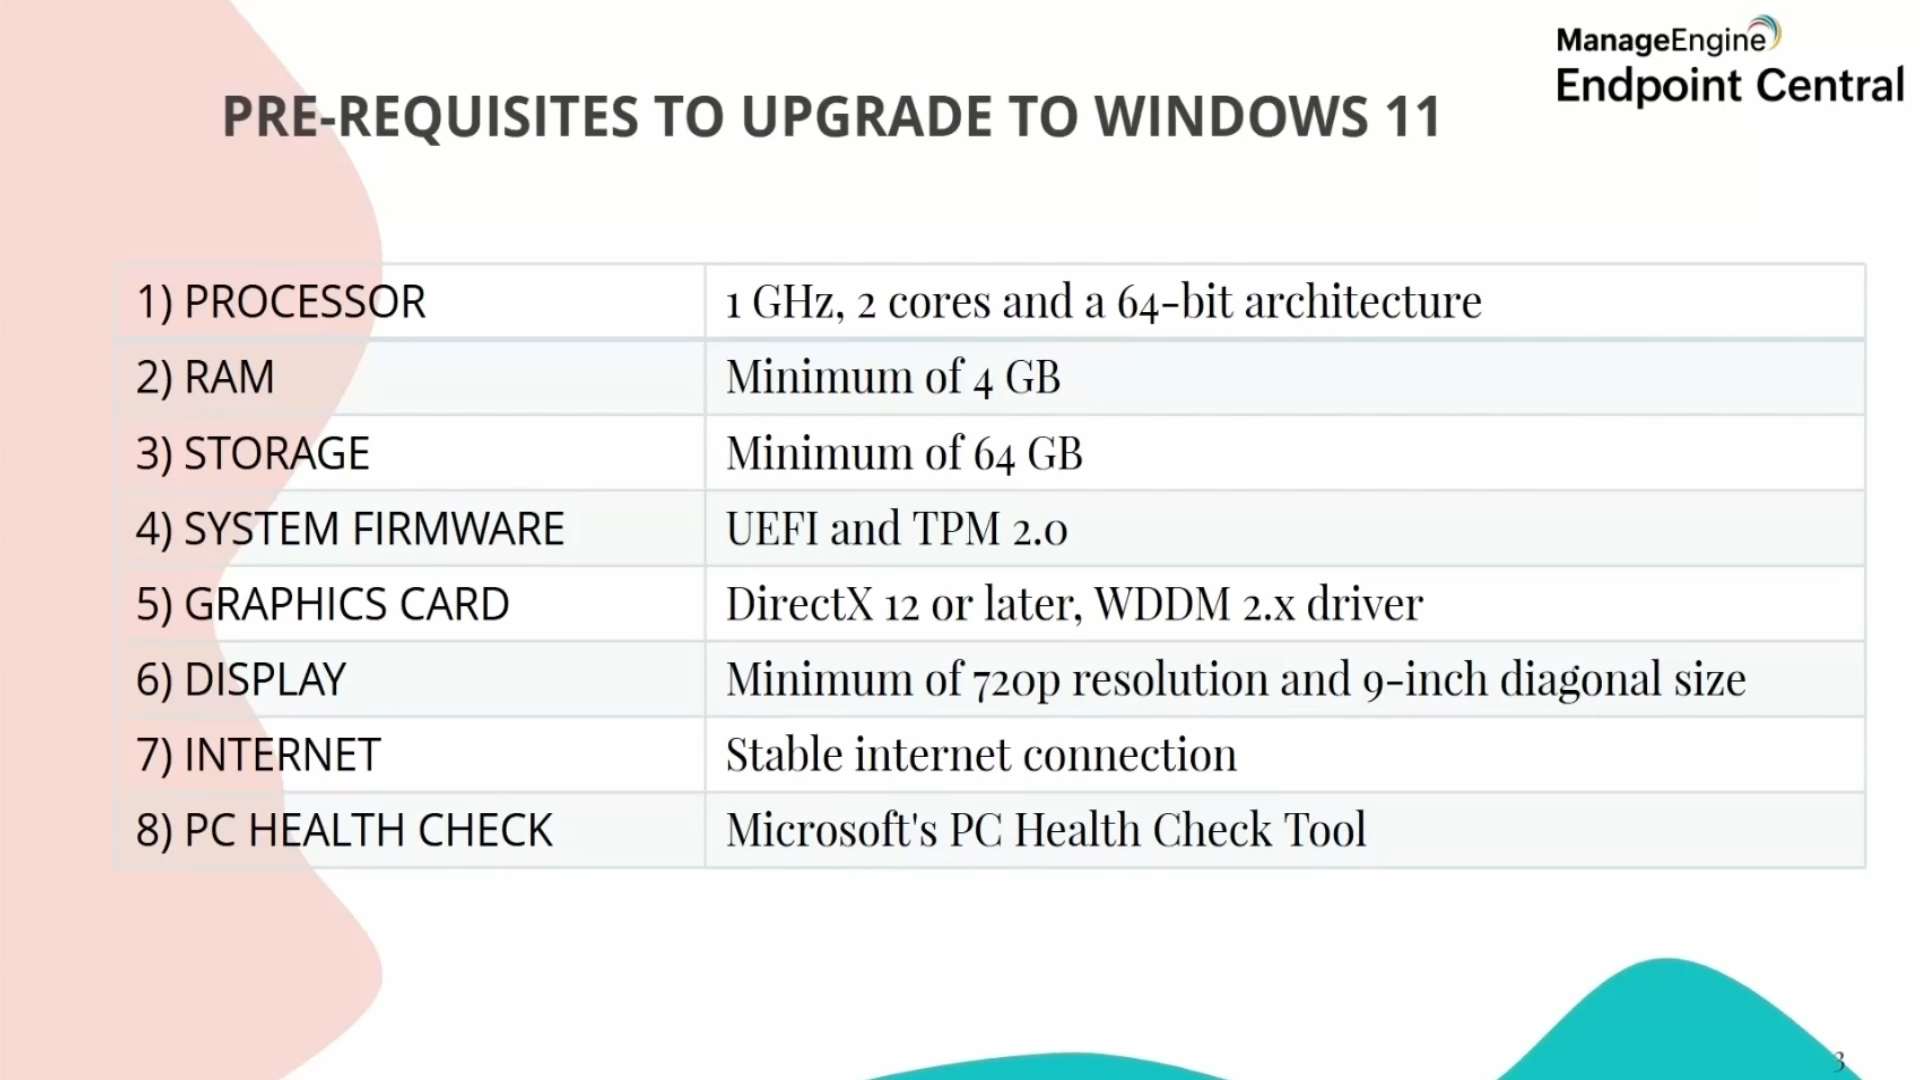 ManageEngine
Endpoint Central
PRE-REQUISITES TO UPGRADE TO WINDOWS 11
1) PROCESSOR 1 GHz, 2 cores and a 64-bit architecture
2) RAM Minimum of 4 GB
3) STORAGE Minimum of 64 GB
4) SYSTEM FIRMWARE UEFI and TPM 2.0
5) GRAPHICS CARD DirectX 12 or later, WDDM 2.x driver
6) DISPLAY Minimum of 720p resolution and 9-inch diagonal size
7) INTERNET Stable internet connection
8) PC HEALTH CHECK Microsoft's PC Health Check Tool
3